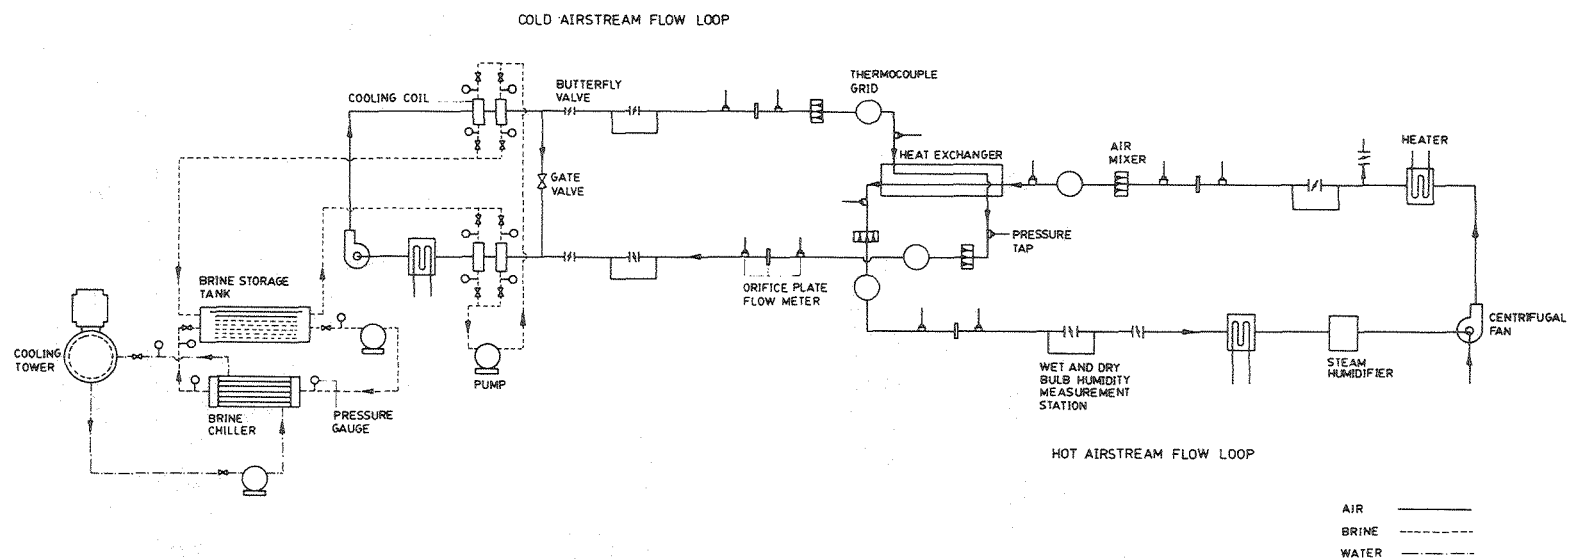 COLD AIRSTREAM FLOW LOOP
THERMOCOUPLE
GRID
BUTTERFLY
VALVE
COOLING COIL
HEATER
AIR
MIXER
HEAT EXCHANGER
GATE
VALVE
PRESSURE
TAP
BRINE STORAGE
TANK
ORIFICE PLATE
FLOW METER
CENTRIFUGAL
FAN
COOLING
TOWER
STEAM
HUMIDIFIER
PUMP
WET AND DRY
BULB HUMIDITY
MEASUREMENT
STATION
BRINE
CHILLER
PRESSURE
GAUGE
HOT AIRSTREAM FLOW LOOP
AIR
BRINE
WATER